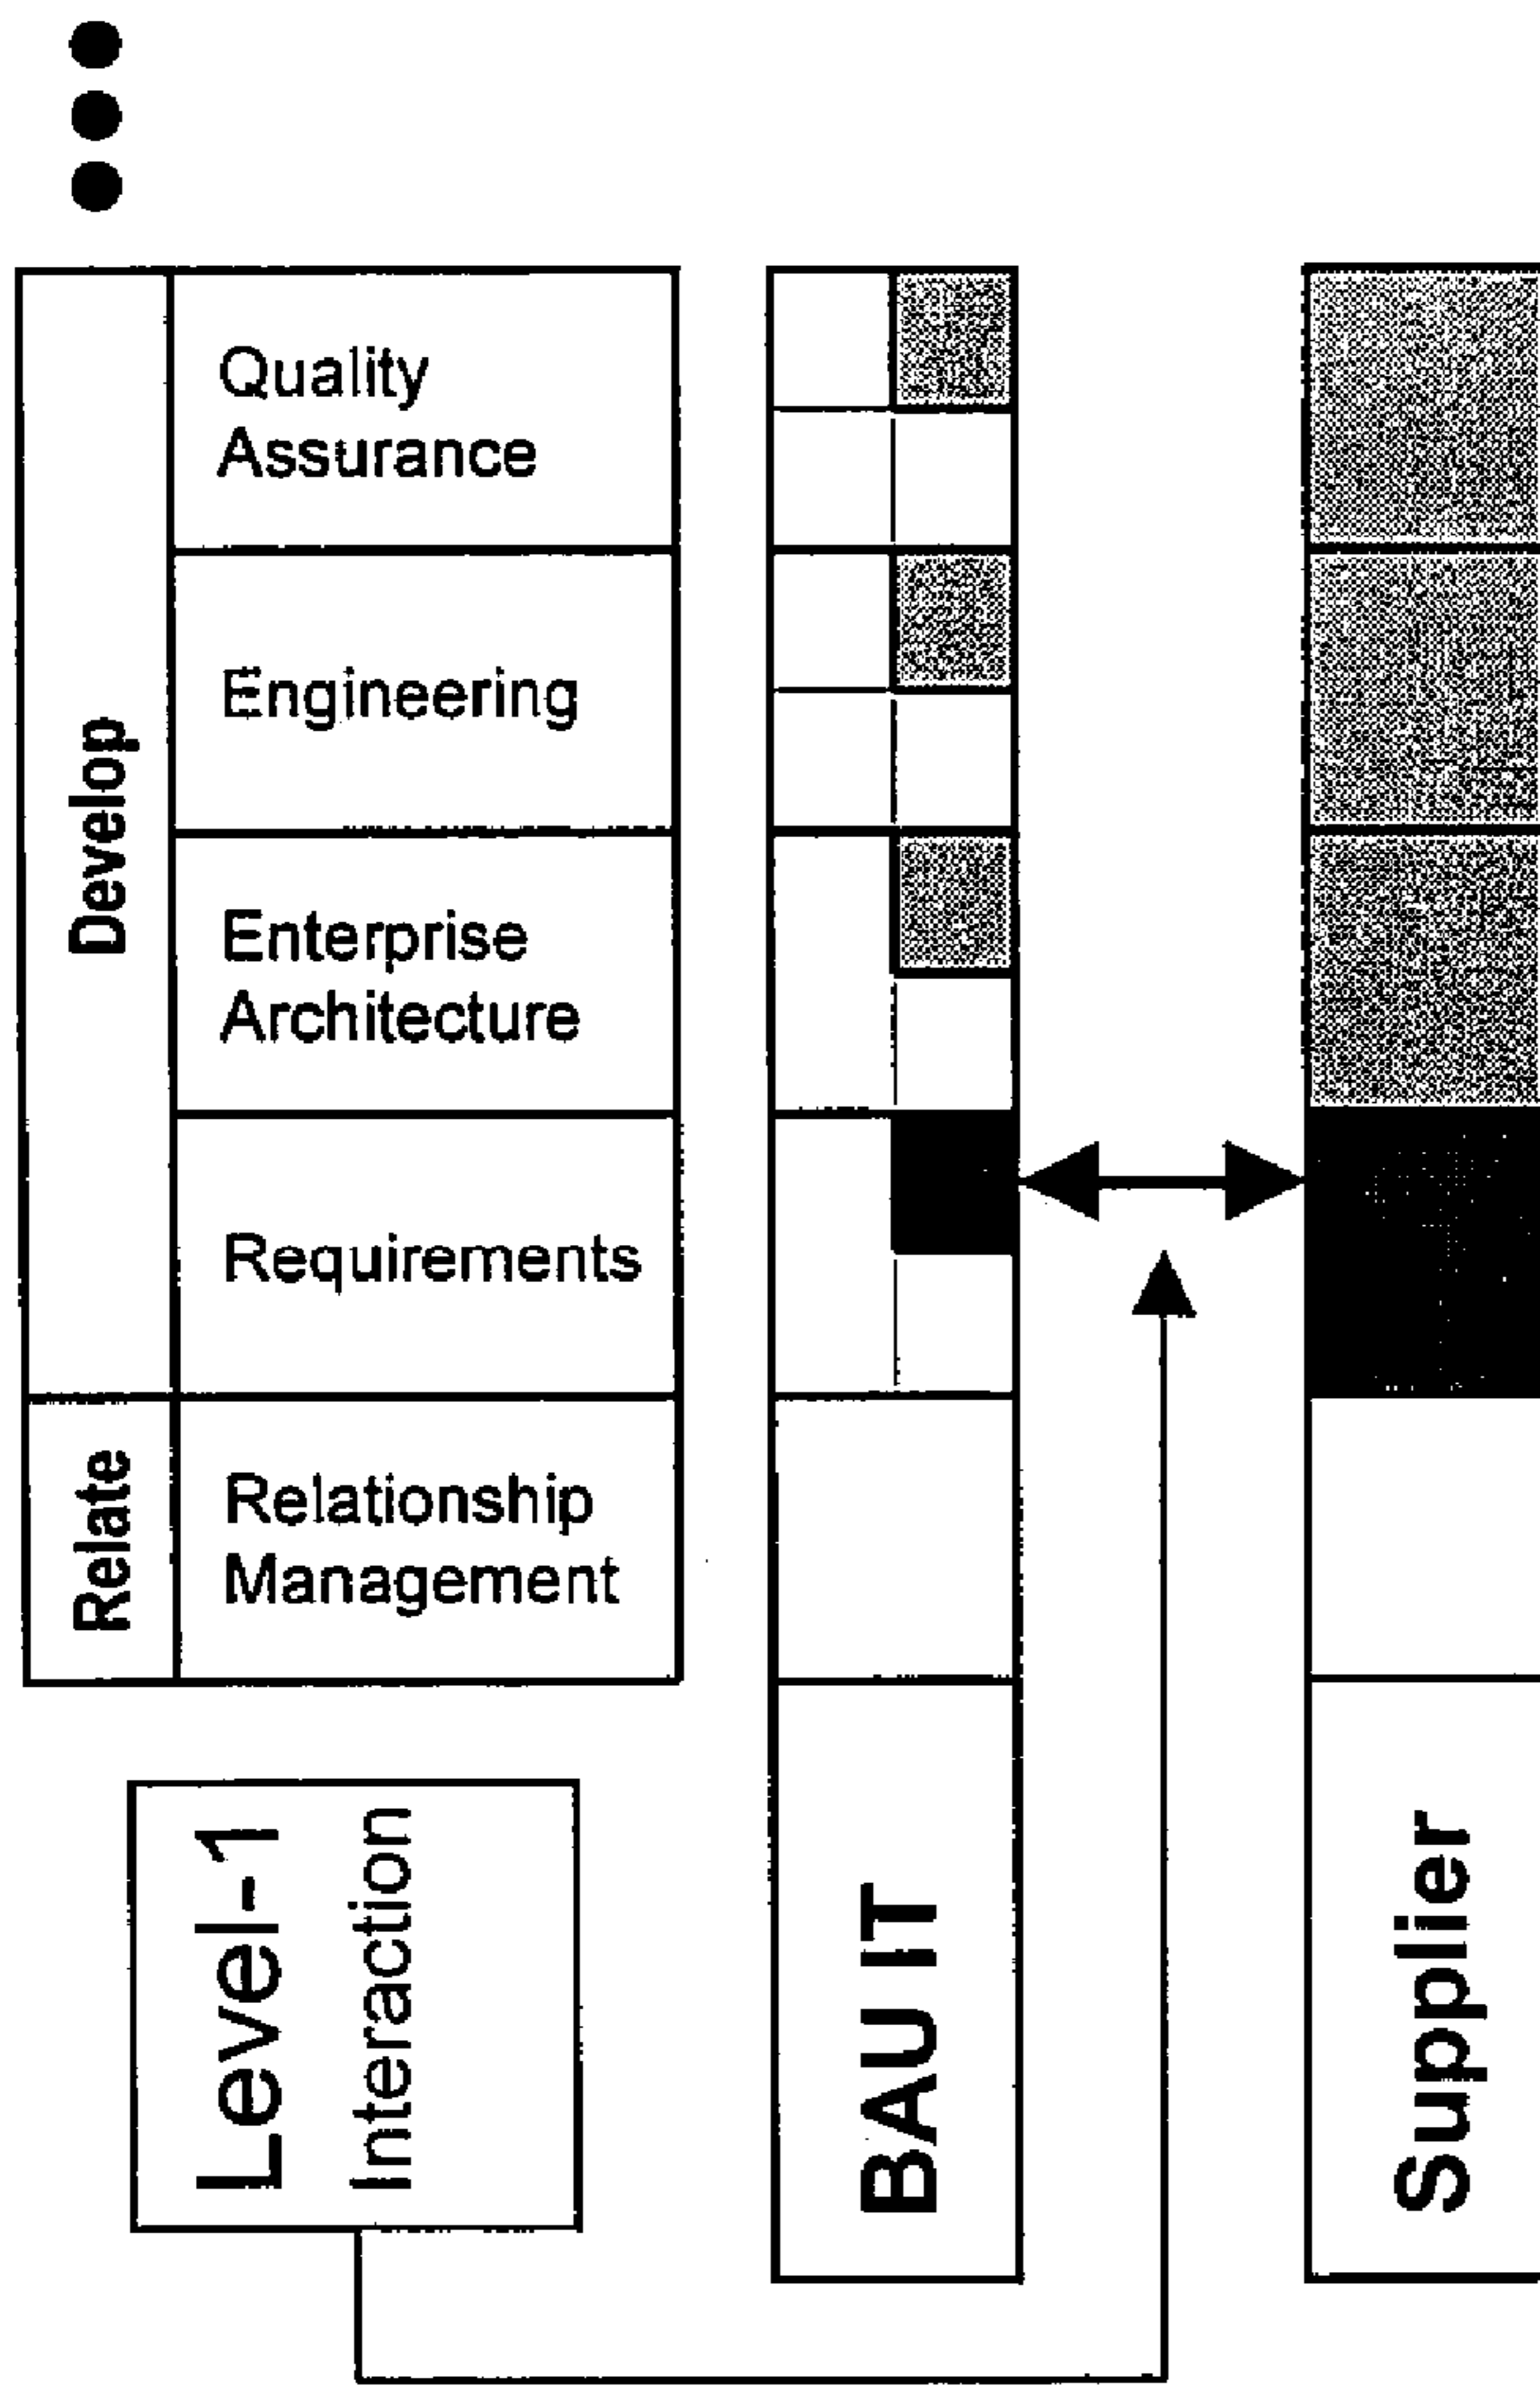 Develop
Quality
Assurance
Engineering
Enterprise
Architecture
Requirements
Relate
Relationship
Management
Level-1
Interaction
BAU IT
Supplier